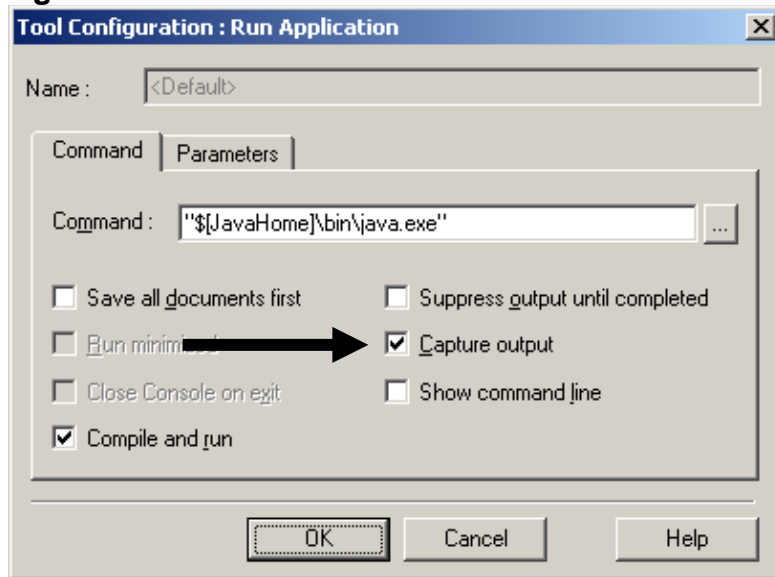 Tool Configuration : Run Application
Name : <Default>
Command Parameters
Command : "$[JavaHome]\bin\java.exe" ...
Save all documents first Suppress output until completed
Run Capture output
Close Console on exit Show command line
Compile and run
OK Cancel Help